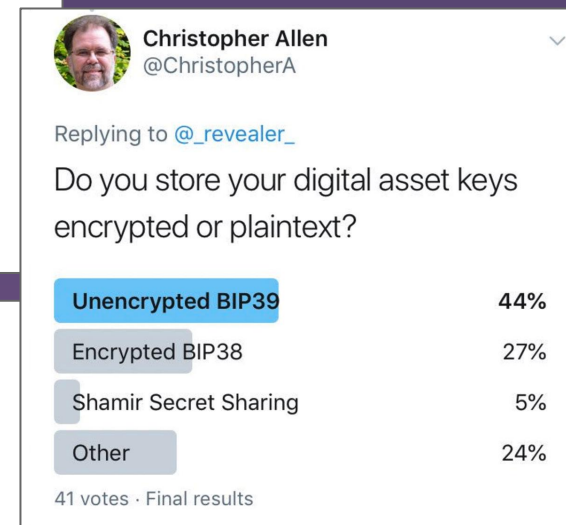 Christopher Allen
@ChristopherA
Replying to @_revealer_
Do you store your digital asset keys
encrypted or plaintext?
Unencrypted BIP39 44%
Encrypted BIP38 27%
Shamir Secret Sharing 5%
Other 24%
41 votes · Final results